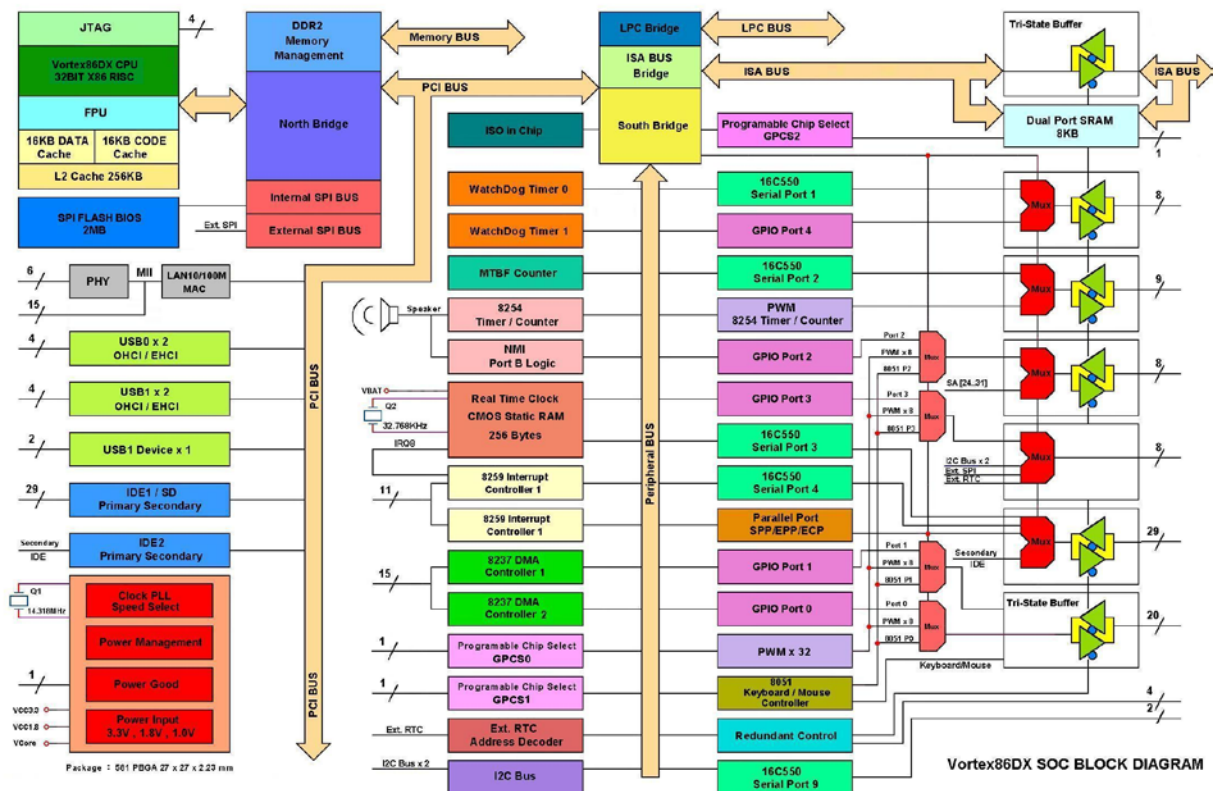 JTAG
4
Vortex86DX CPU
32BIT X86 RISC
FPU
16KB DATA
Cache
16KB CODE
Cache
L2 Cache 256KB
SPI FLASH BIOS
2MB
DDR2
Memory
Management
North Bridge
Internal SPI BUS
External SPI BUS
Ext. SPI
Memory BUS
PCI BUS
LPC Bridge
ISA BUS
Bridge
South Bridge
LPC BUS
ISA BUS
Tri-State Buffer
ISA BUS
Dual Port SRAM
8KB
1
ISO in Chip
Programable Chip Select
GPCS2
WatchDog Timer 0
16C550
Serial Port 1
Mux
8
WatchDog Timer 1
GPIO Port 4
6
PHY
MII
LAN10/100M
MAC
15
MTBF Counter
16C550
Serial Port 2
Mux
9
Speaker
8254
Timer / Counter
PWM
8254 Timer / Counter
4
USB0 x 2
OHCI / EHCI
NMI
Port B Logic
GPIO Port 2
Port 2
PWM x 8
8051 P2
Mux
SA [24..31]
Mux
8
4
USB1 x 2
OHCI / EHCI
PCI BUS
VBAT
Q2
32.768KHz
IRQ8
Real Time Clock
CMOS Static RAM
256 Bytes
GPIO Port 3
Port 3
PWM x 8
8051 P3
Mux
2
USB1 Device x 1
16C550
Serial Port 3
I2C Bus x 2
Ext. SPI
Ext. RTC
Mux
8
29
IDE1 / SD
Primary Secondary
11
8259 Interrupt
Controller 1
Peripheral BUS
16C550
Serial Port 4
8259 Interrupt
Controller 1
Parallel Port
SPP/EPP/ECP
Secondary
IDE
Mux
29
Secondary
IDE
IDE2
Primary Secondary
15
8237 DMA
Controller 1
GPIO Port 1
Port 1
PWM x 8
8051 P1
Mux
8237 DMA
Controller 2
GPIO Port 0
Port 0
PWM x 8
8051 P0
Mux
Tri-State Buffer
20
Keyboard/Mouse
Q1
14.318MHz
Clock PLL
Speed Select
Power Management
1
Power Good
VCC3.3
VCC1.8
VCore
Power Input
3.3V , 1.8V , 1.0V
PCI BUS
1
Programable Chip Select
GPCS0
PWM x 32
1
Programable Chip Select
GPCS1
8051
Keyboard / Mouse
Controller
4
2
Ext. RTC
Ext. RTC
Address Decoder
Redundant Control
I2C Bus x 2
I2C Bus
16C550
Serial Port 9
Package : 581 PBGA 27 x 27 x 2.23 mm
Vortex86DX SOC BLOCK DIAGRAM